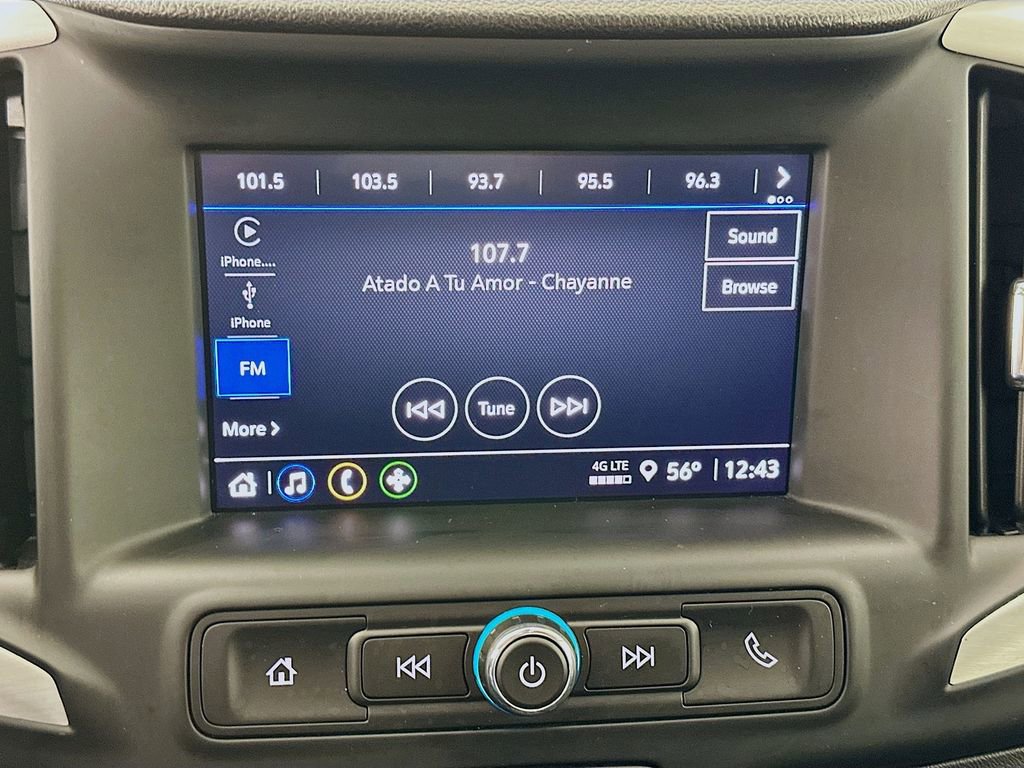 101.5 | 103.5 | 93.7 | 95.5 | 96.3 |
iPhone....
107.7
Atado A Tu Amor - Chayanne
Sound
Browse
iPhone
FM
Tune
More
4G LTE
56° | 12:43